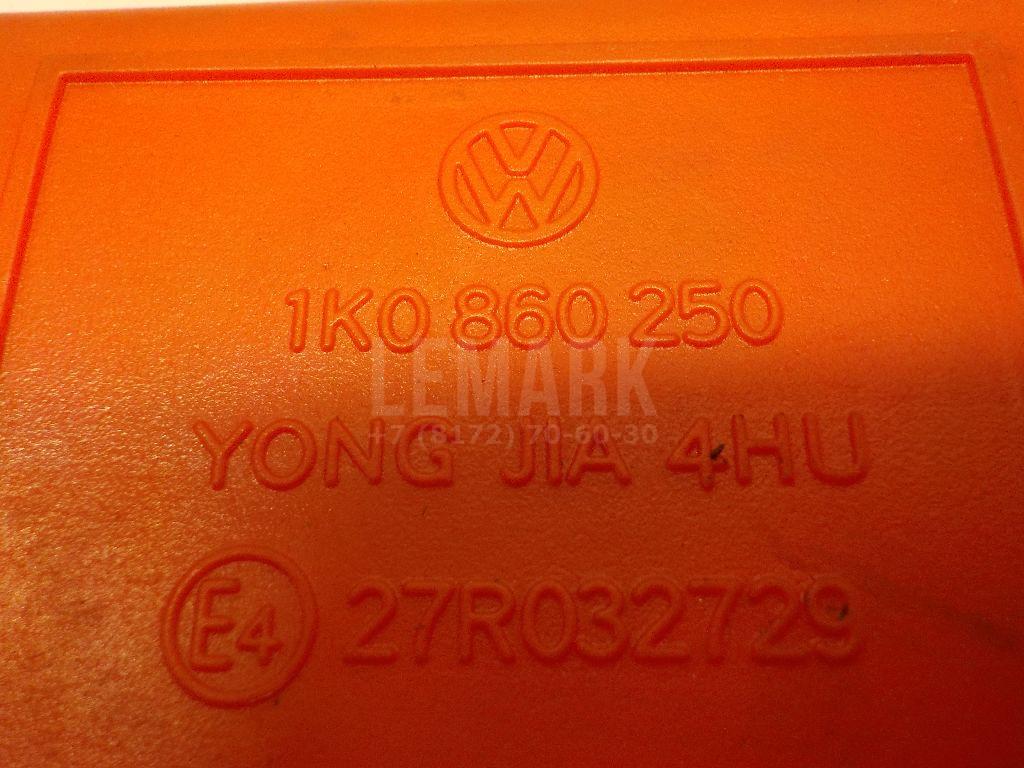 1K0 860 250
LEMARK
+7 (8172) 70-60-30
YONG JIA 4HU
E4 27R032729